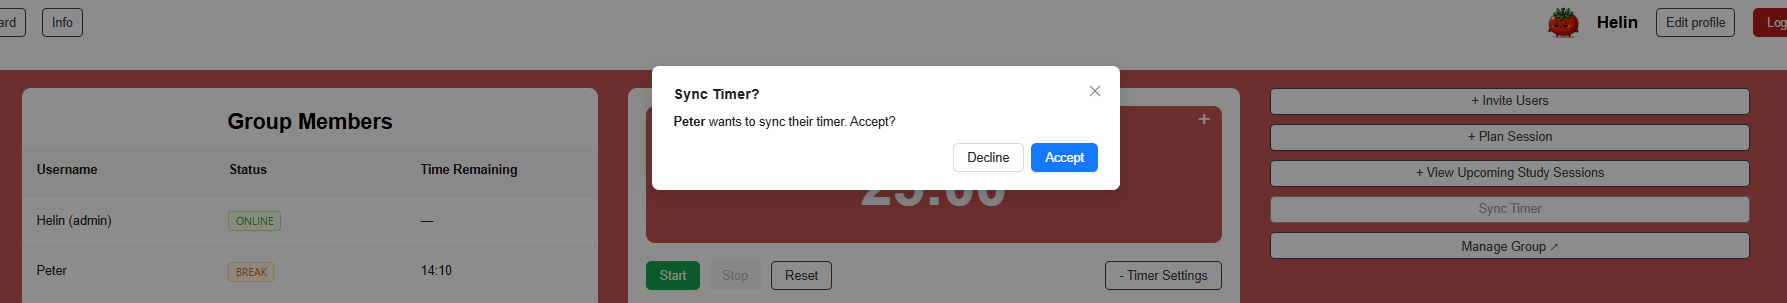 ard Info
Helin Edit profile Log
Sync Timer?
Peter wants to sync their timer. Accept?
Decline Accept
Group Members
Username Status Time Remaining
Helin (admin) ONLINE —
Peter BREAK 14:10
25:00
Start Stop Reset - Timer Settings
+ Invite Users
+ Plan Session
+ View Upcoming Study Sessions
Sync Timer
Manage Group ↗